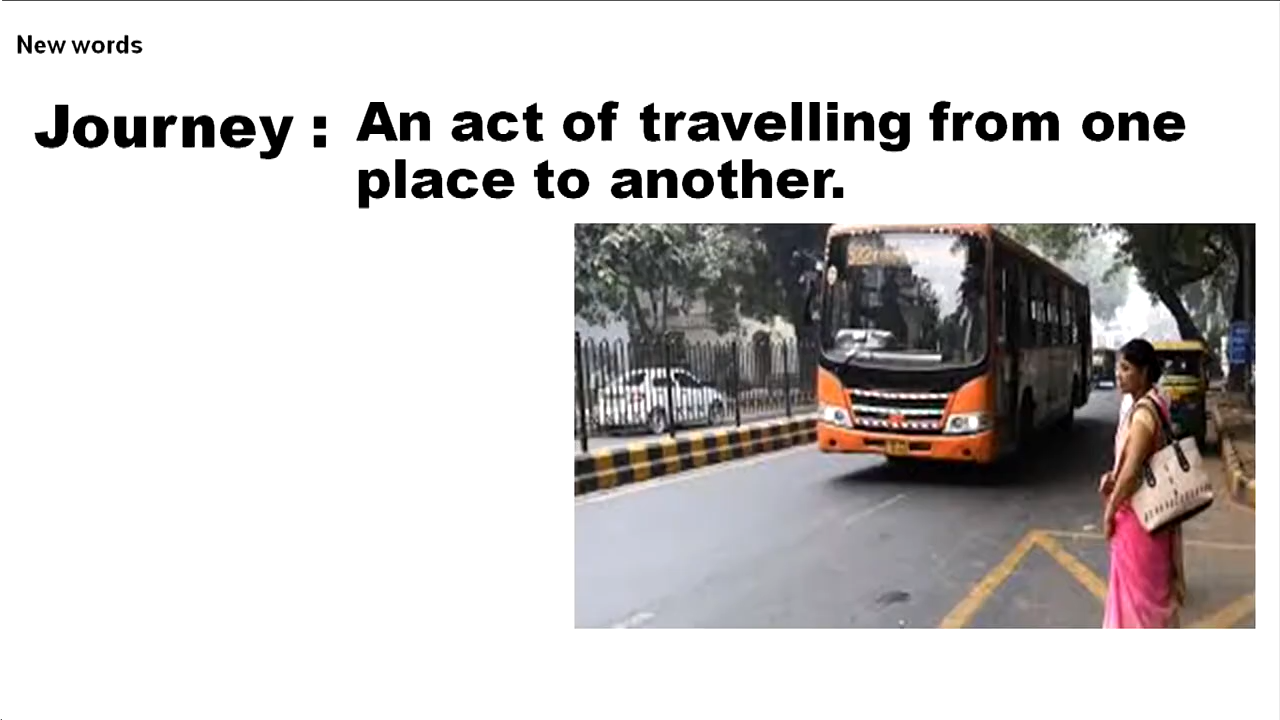 New words
Journey : An act of travelling from one
place to another.